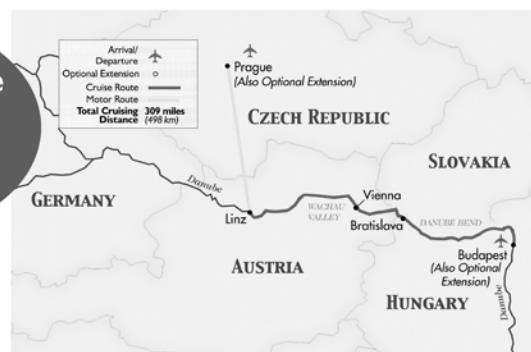 e
Arrival/
Departure
Optional Extension
Cruise Route
Motor Route
Total Cruising 309 miles
Distance (498 km)
Prague
(Also Optional Extension)
CZECH REPUBLIC
SLOVAKIA
GERMANY
Danube
Linz
WACHAU
VALLEY
Vienna
Bratislava
DANUBE BEND
AUSTRIA
Budapest
(Also Optional
Extension)
HUNGARY
Danube